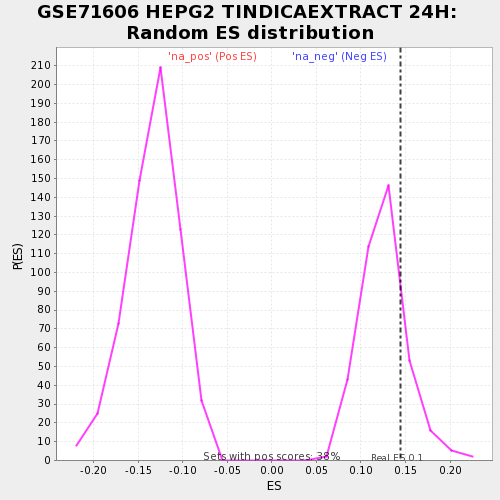 GSE71606 HEPG2 TINDICAEXTRACT 24H:
Random ES distribution
'na_pos' (Pos ES)
'na_neg' (Neg ES)
210
200
190
180
170
160
150
140
130
120
110
100
90
80
70
60
50
40
30
20
10
0
P(ES)
Sets with pos scores: 38%
Real ES 0.1
-0.20 -0.15 -0.10 -0.05 0.00 0.05 0.10 0.15 0.20
ES